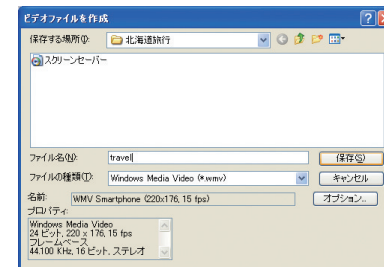 ビデオファイルを作成
保存する場所(I):
北海道旅行
スクリーンセーバー
ファイル名(N):
travel
保存(S)
ファイルの種類(T):
Windows Media Video (*.wmv)
キャンセル
名前:
WMV Smartphone (220x176, 15 fps)
オプション...
プロパティ:
Windows Media Video
24 ビット, 220 x 176, 15 fps
フレームベース
44.100 KHz, 16 ビット, ステレオ